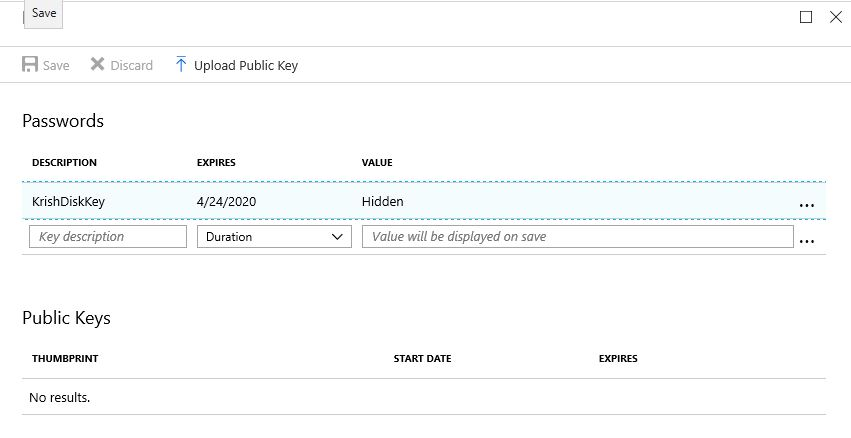 Save
Save Discard Upload Public Key
Passwords
DESCRIPTION EXPIRES VALUE
KrishDiskKey 4/24/2020 Hidden ...
Key description Duration Value will be displayed on save ...
Public Keys
THUMBPRINT START DATE EXPIRES
No results.